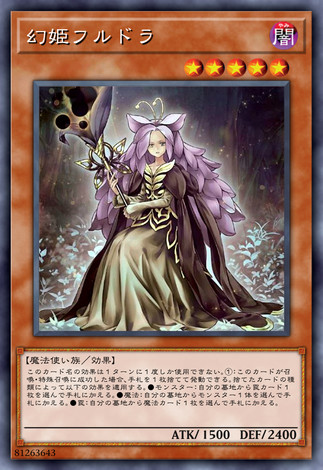 幻姫フルドラ
闇
やみ
【魔法使い族／効果】
このカード名の効果は１ターンに１度しか使用できない。①：このカードが召
喚・特殊召喚に成功した場合、手札を１枚捨てて発動できる。捨てたカードの種
類によって以下の効果を適用する。●モンスター：自分の墓地から罠カード１
枚を選んで手札に加える。●魔法：自分の墓地からモンスター１体を選んで手
札に加える。●罠：自分の墓地から魔法カード１枚を選んで手札に加える。
ATK/1500 DEF/2400
81263643